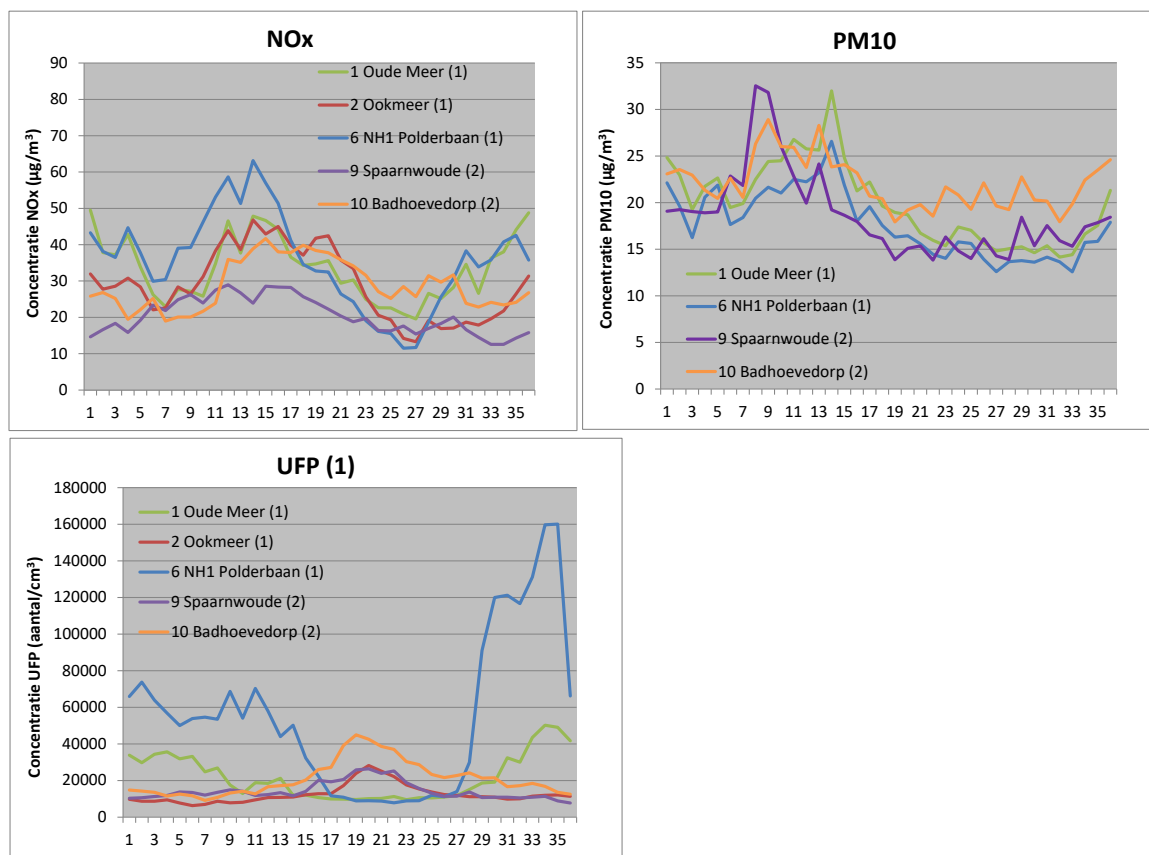 NOx
Concentratie NOx (µg/m³)
90
80
70
60
50
40
30
20
10
0
1 Oude Meer (1)
2 Ookmeer (1)
6 NH1 Polderbaan (1)
9 Spaarnwoude (2)
10 Badhoevedorp (2)
1 3 5 7 9 11 13 15 17 19 21 23 25 27 29 31 33 35
PM10
Concentratie PM10 (µg/m³)
35
30
25
20
15
10
5
0
1 Oude Meer (1)
6 NH1 Polderbaan (1)
9 Spaarnwoude (2)
10 Badhoevedorp (2)
1 3 5 7 9 11 13 15 17 19 21 23 25 27 29 31 33 35
UFP (1)
Concentratie UFP (aantal/cm³)
180000
160000
140000
120000
100000
80000
60000
40000
20000
0
1 Oude Meer (1)
2 Ookmeer (1)
6 NH1 Polderbaan (1)
9 Spaarnwoude (2)
10 Badhoevedorp (2)
1 3 5 7 9 11 13 15 17 19 21 23 25 27 29 31 33 35